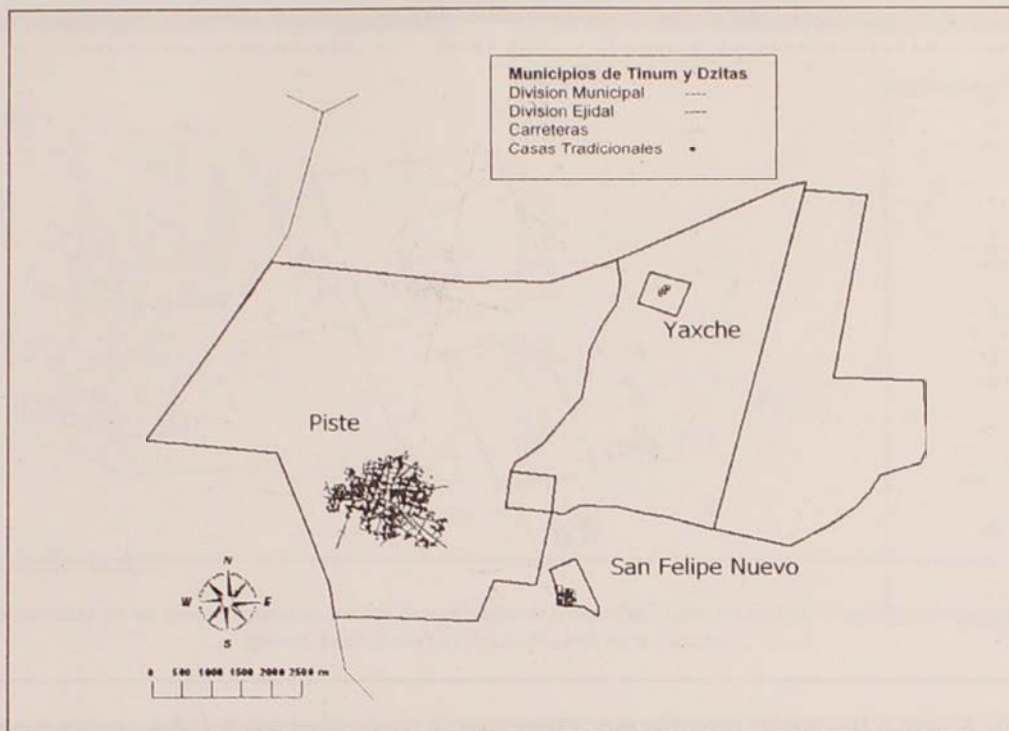 Municipios de Tinum y Dzitas
Division Municipal
Division Ejidal
Carreteras
Casas Tradicionales
Yaxche
Piste
San Felipe Nuevo
N
W E
S
0 500 1000 1500 2000 2500 m